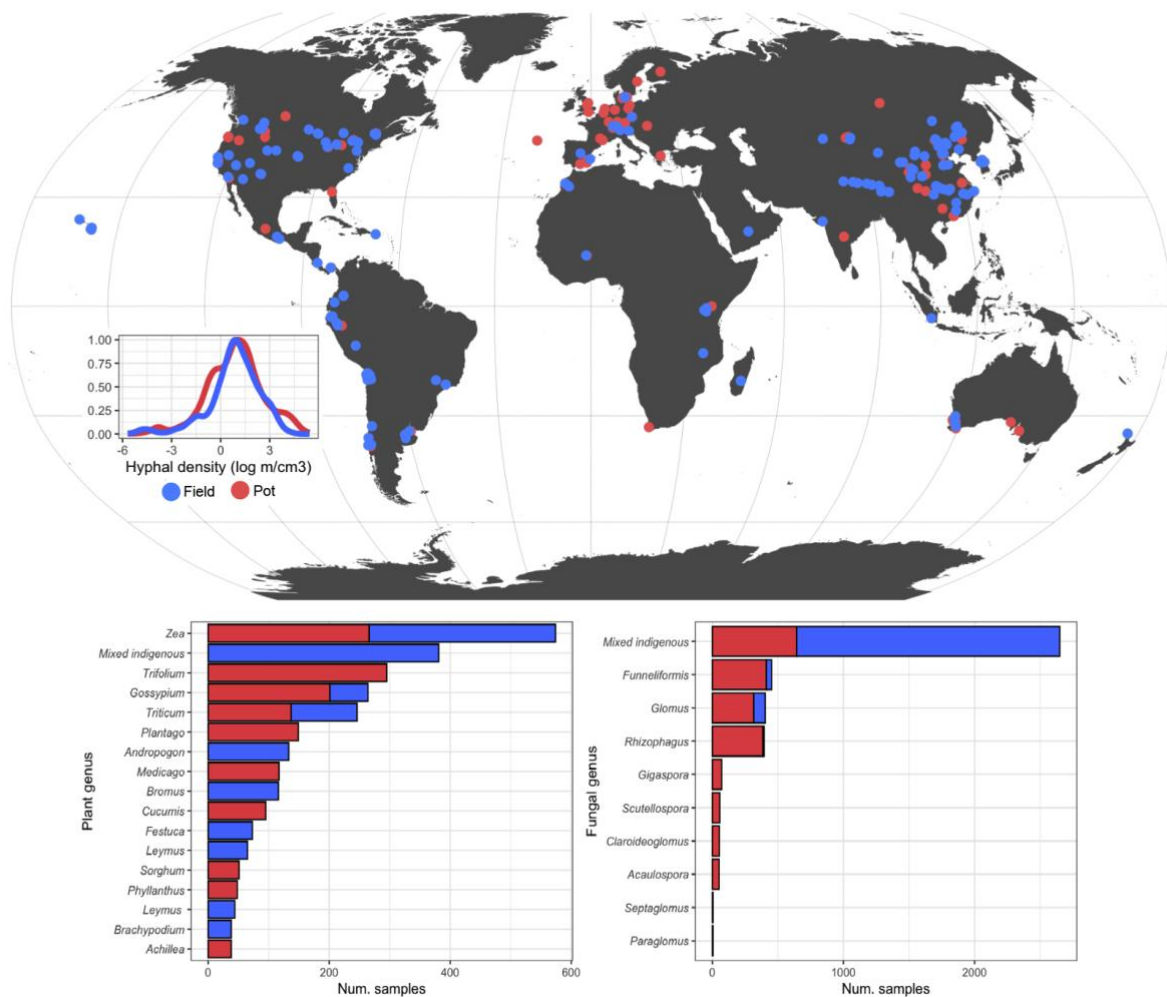 1.00
0.75
0.50
0.25
0.00
-6 -3 0 3
Hyphal density (log m/cm3)
Field Pot
Plant genus
Zea
Mixed indigenous
Trifolium
Gossypium
Triticum
Plantago
Andropogon
Medicago
Bromus
Cucumis
Festuca
Leymus
Sorghum
Phyllanthus
Leymus
Brachypodium
Achillea
0 200 400 600
Num. samples
Fungal genus
Mixed indigenous
Funneliformis
Glomus
Rhizophagus
Gigaspora
Scutellospora
Claroideoglomus
Acaulospora
Septaglomus
Paraglomus
0 1000 2000
Num. samples